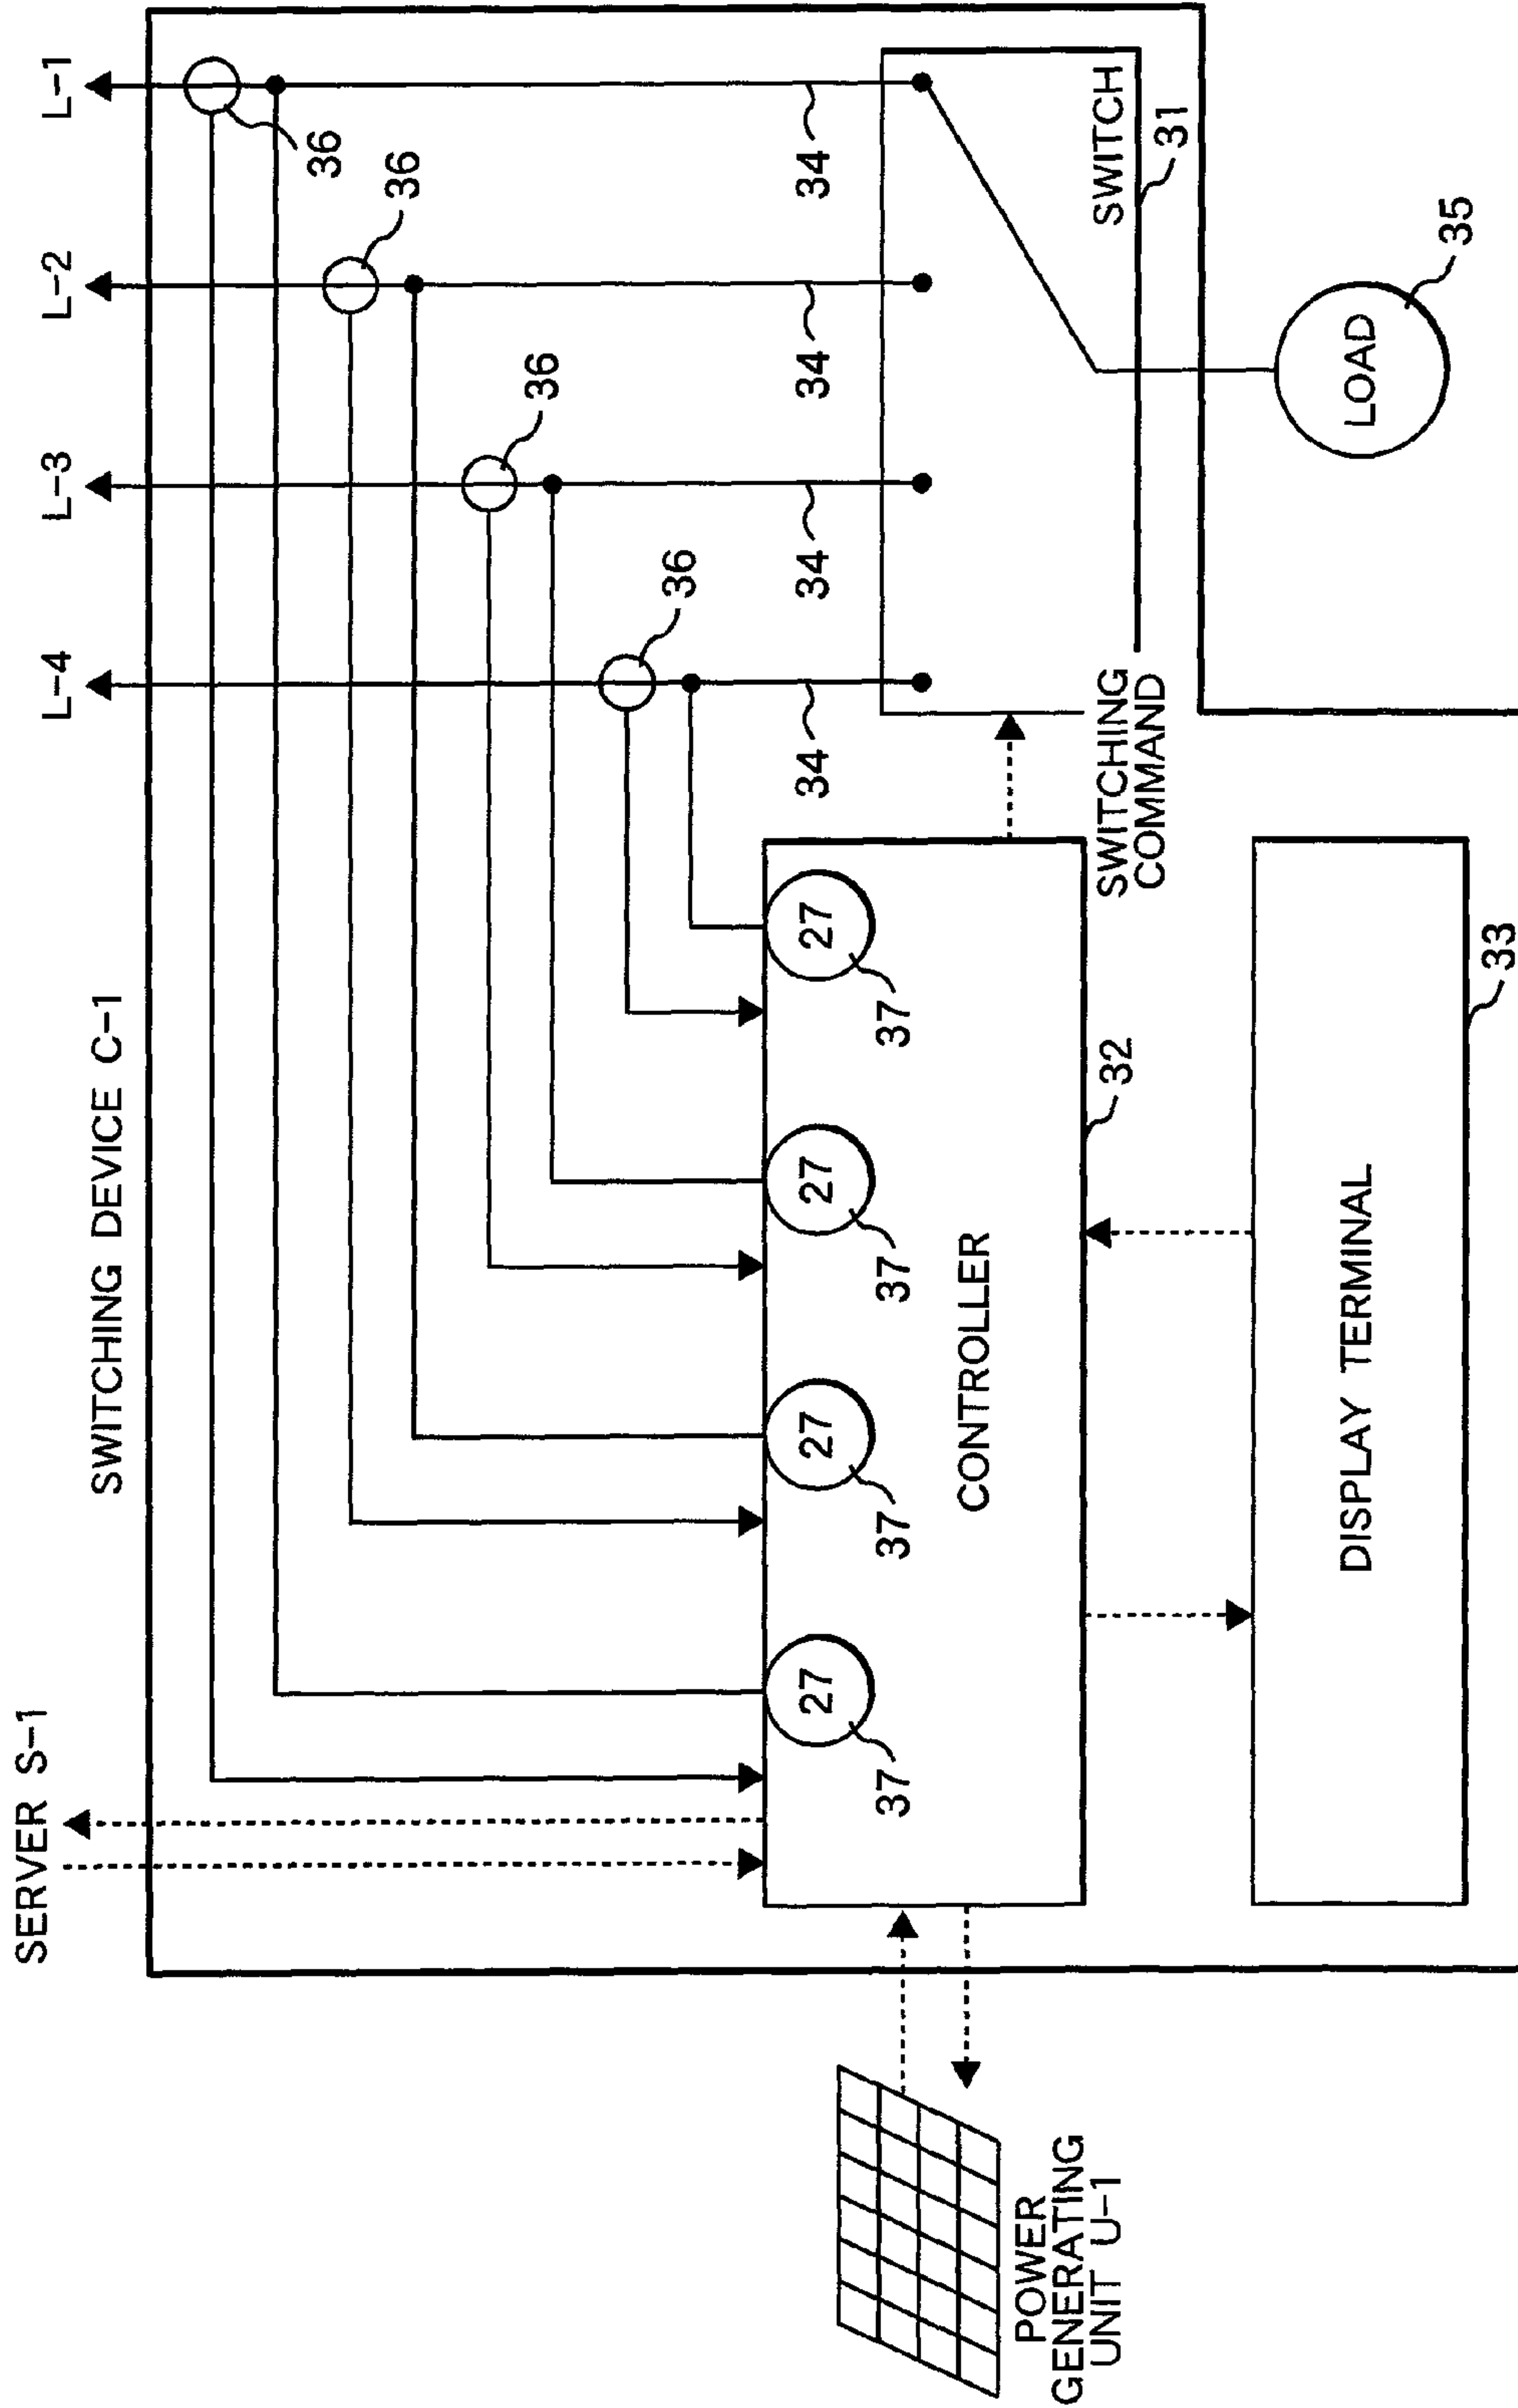 SERVER S-1
SWITCHING DEVICE C-1
L-4
L-3
L-2
L-1
36
36
36
36
34
34
34
34
27
27
27
27
37
37
37
37
CONTROLLER
32
SWITCHING
COMMAND
SWITCH
31
POWER
GENERATING
UNIT U-1
DISPLAY TERMINAL
33
LOAD
35